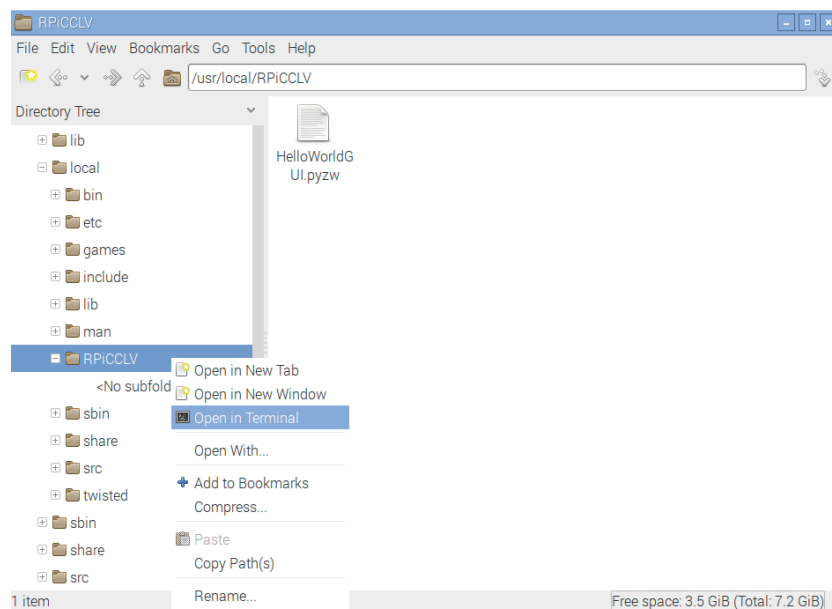 RPiCCLV
File Edit View Bookmarks Go Tools Help
/usr/local/RPiCCLV
Directory Tree
lib
local
bin
etc
games
include
lib
man
RPiCCLV
<No subfold
sbin
share
src
twisted
sbin
share
src
HelloWorldG
UI.pyzw
Open in New Tab
Open in New Window
Open in Terminal
Open With...
Add to Bookmarks
Compress...
Paste
Copy Path(s)
Rename...
1 item
Free space: 3.5 GiB (Total: 7.2 GiB)